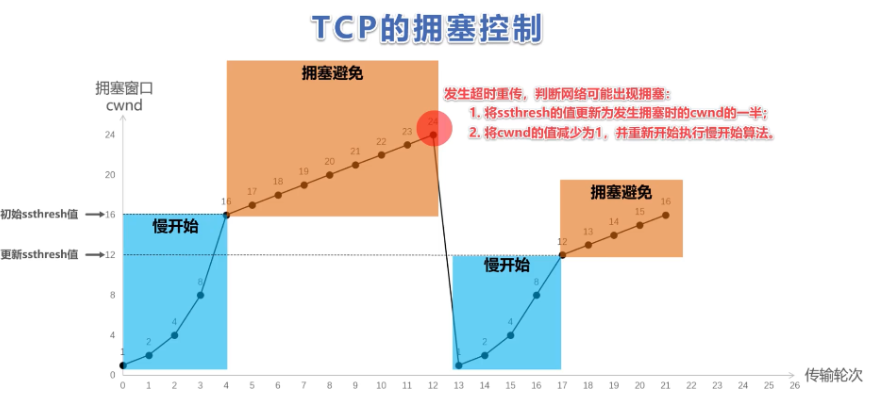 TCP的拥塞控制
拥塞窗口
cwnd
拥塞避免
发生超时重传，判断网络可能出现拥塞：
1. 将ssthresh的值更新为发生拥塞时的cwnd的一半；
2. 将cwnd的值减少为1，并重新开始执行慢开始算法。
24
20
初始ssthresh值
16
更新ssthresh值
12
8
4
0
慢开始
1
2
4
8
16
17
18
19
20
21
22
23
24
慢开始
1
2
4
8
拥塞避免
12
13
14
15
16
0 1 2 3 4 5 6 7 8 9 10 11 12 13 14 15 16 17 18 19 20 21 22 23 24 25 26
传输轮次